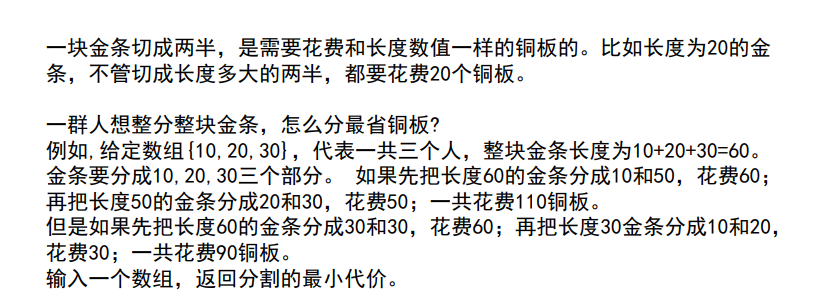 一块金条切成两半，是需要花费和长度数值一样的铜板的。比如长度为20的金
条，不管切成长度多大的两半，都要花费20个铜板。
一群人想整分整块金条，怎么分最省铜板?
例如,给定数组{10,20,30}，代表一共三个人，整块金条长度为10+20+30=60。
金条要分成10,20,30三个部分。 如果先把长度60的金条分成10和50，花费60；
再把长度50的金条分成20和30，花费50；一共花费110铜板。
但是如果先把长度60的金条分成30和30，花费60；再把长度30金条分成10和20，
花费30；一共花费90铜板。
输入一个数组，返回分割的最小代价。